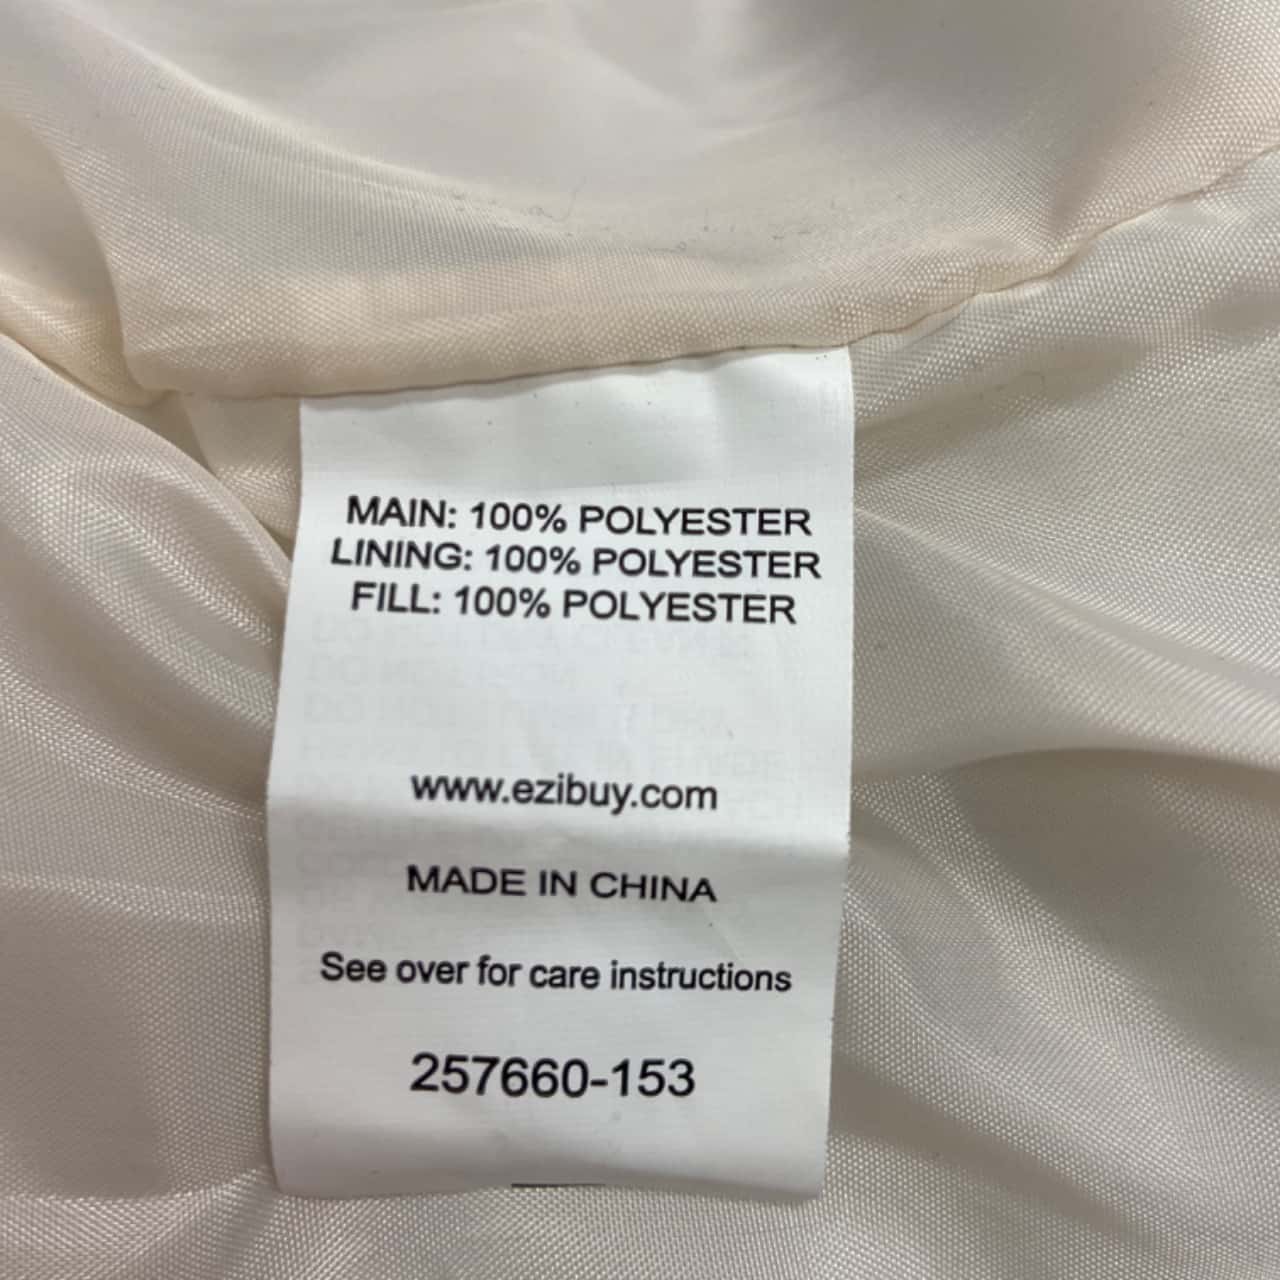 MAIN: 100% POLYESTER
LINING: 100% POLYESTER
FILL: 100% POLYESTER
www.ezibuy.com
MADE IN CHINA
See over for care instructions
257660-153